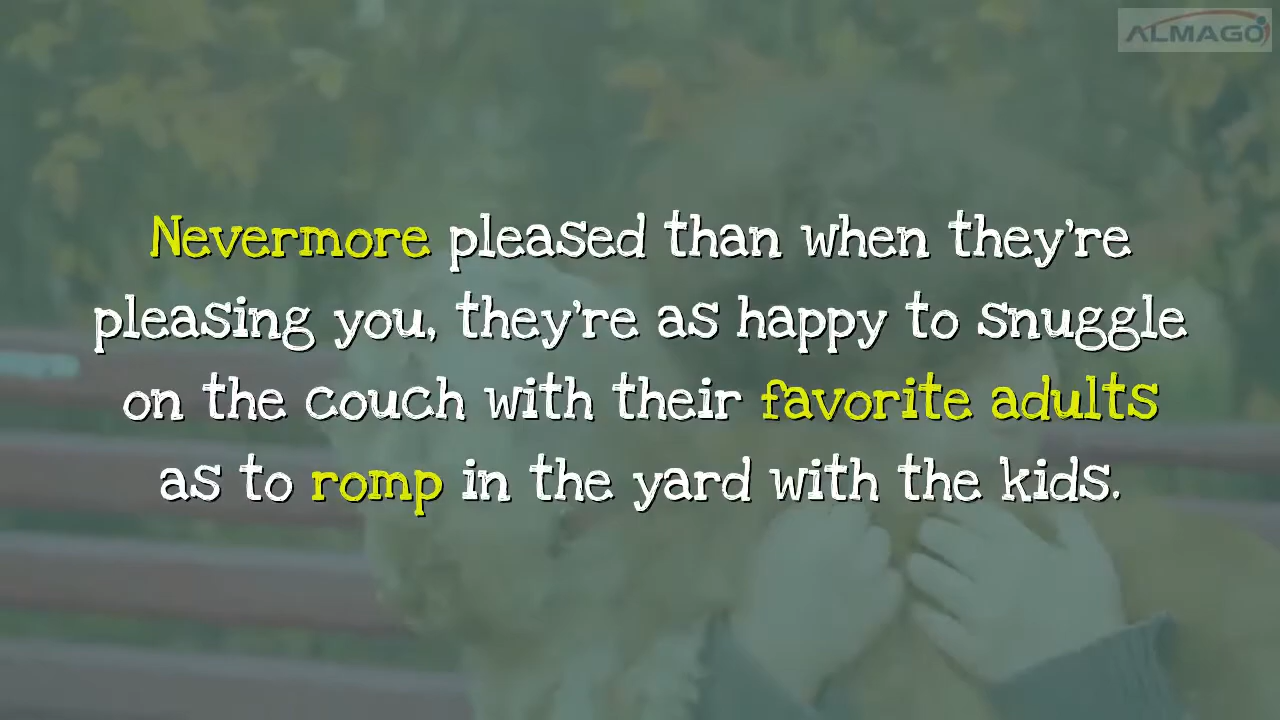 ALMAGO
Nevermore pleased than when they're
pleasing you, they're as happy to snuggle
on the couch with their favorite adults
as to romp in the yard with the kids.